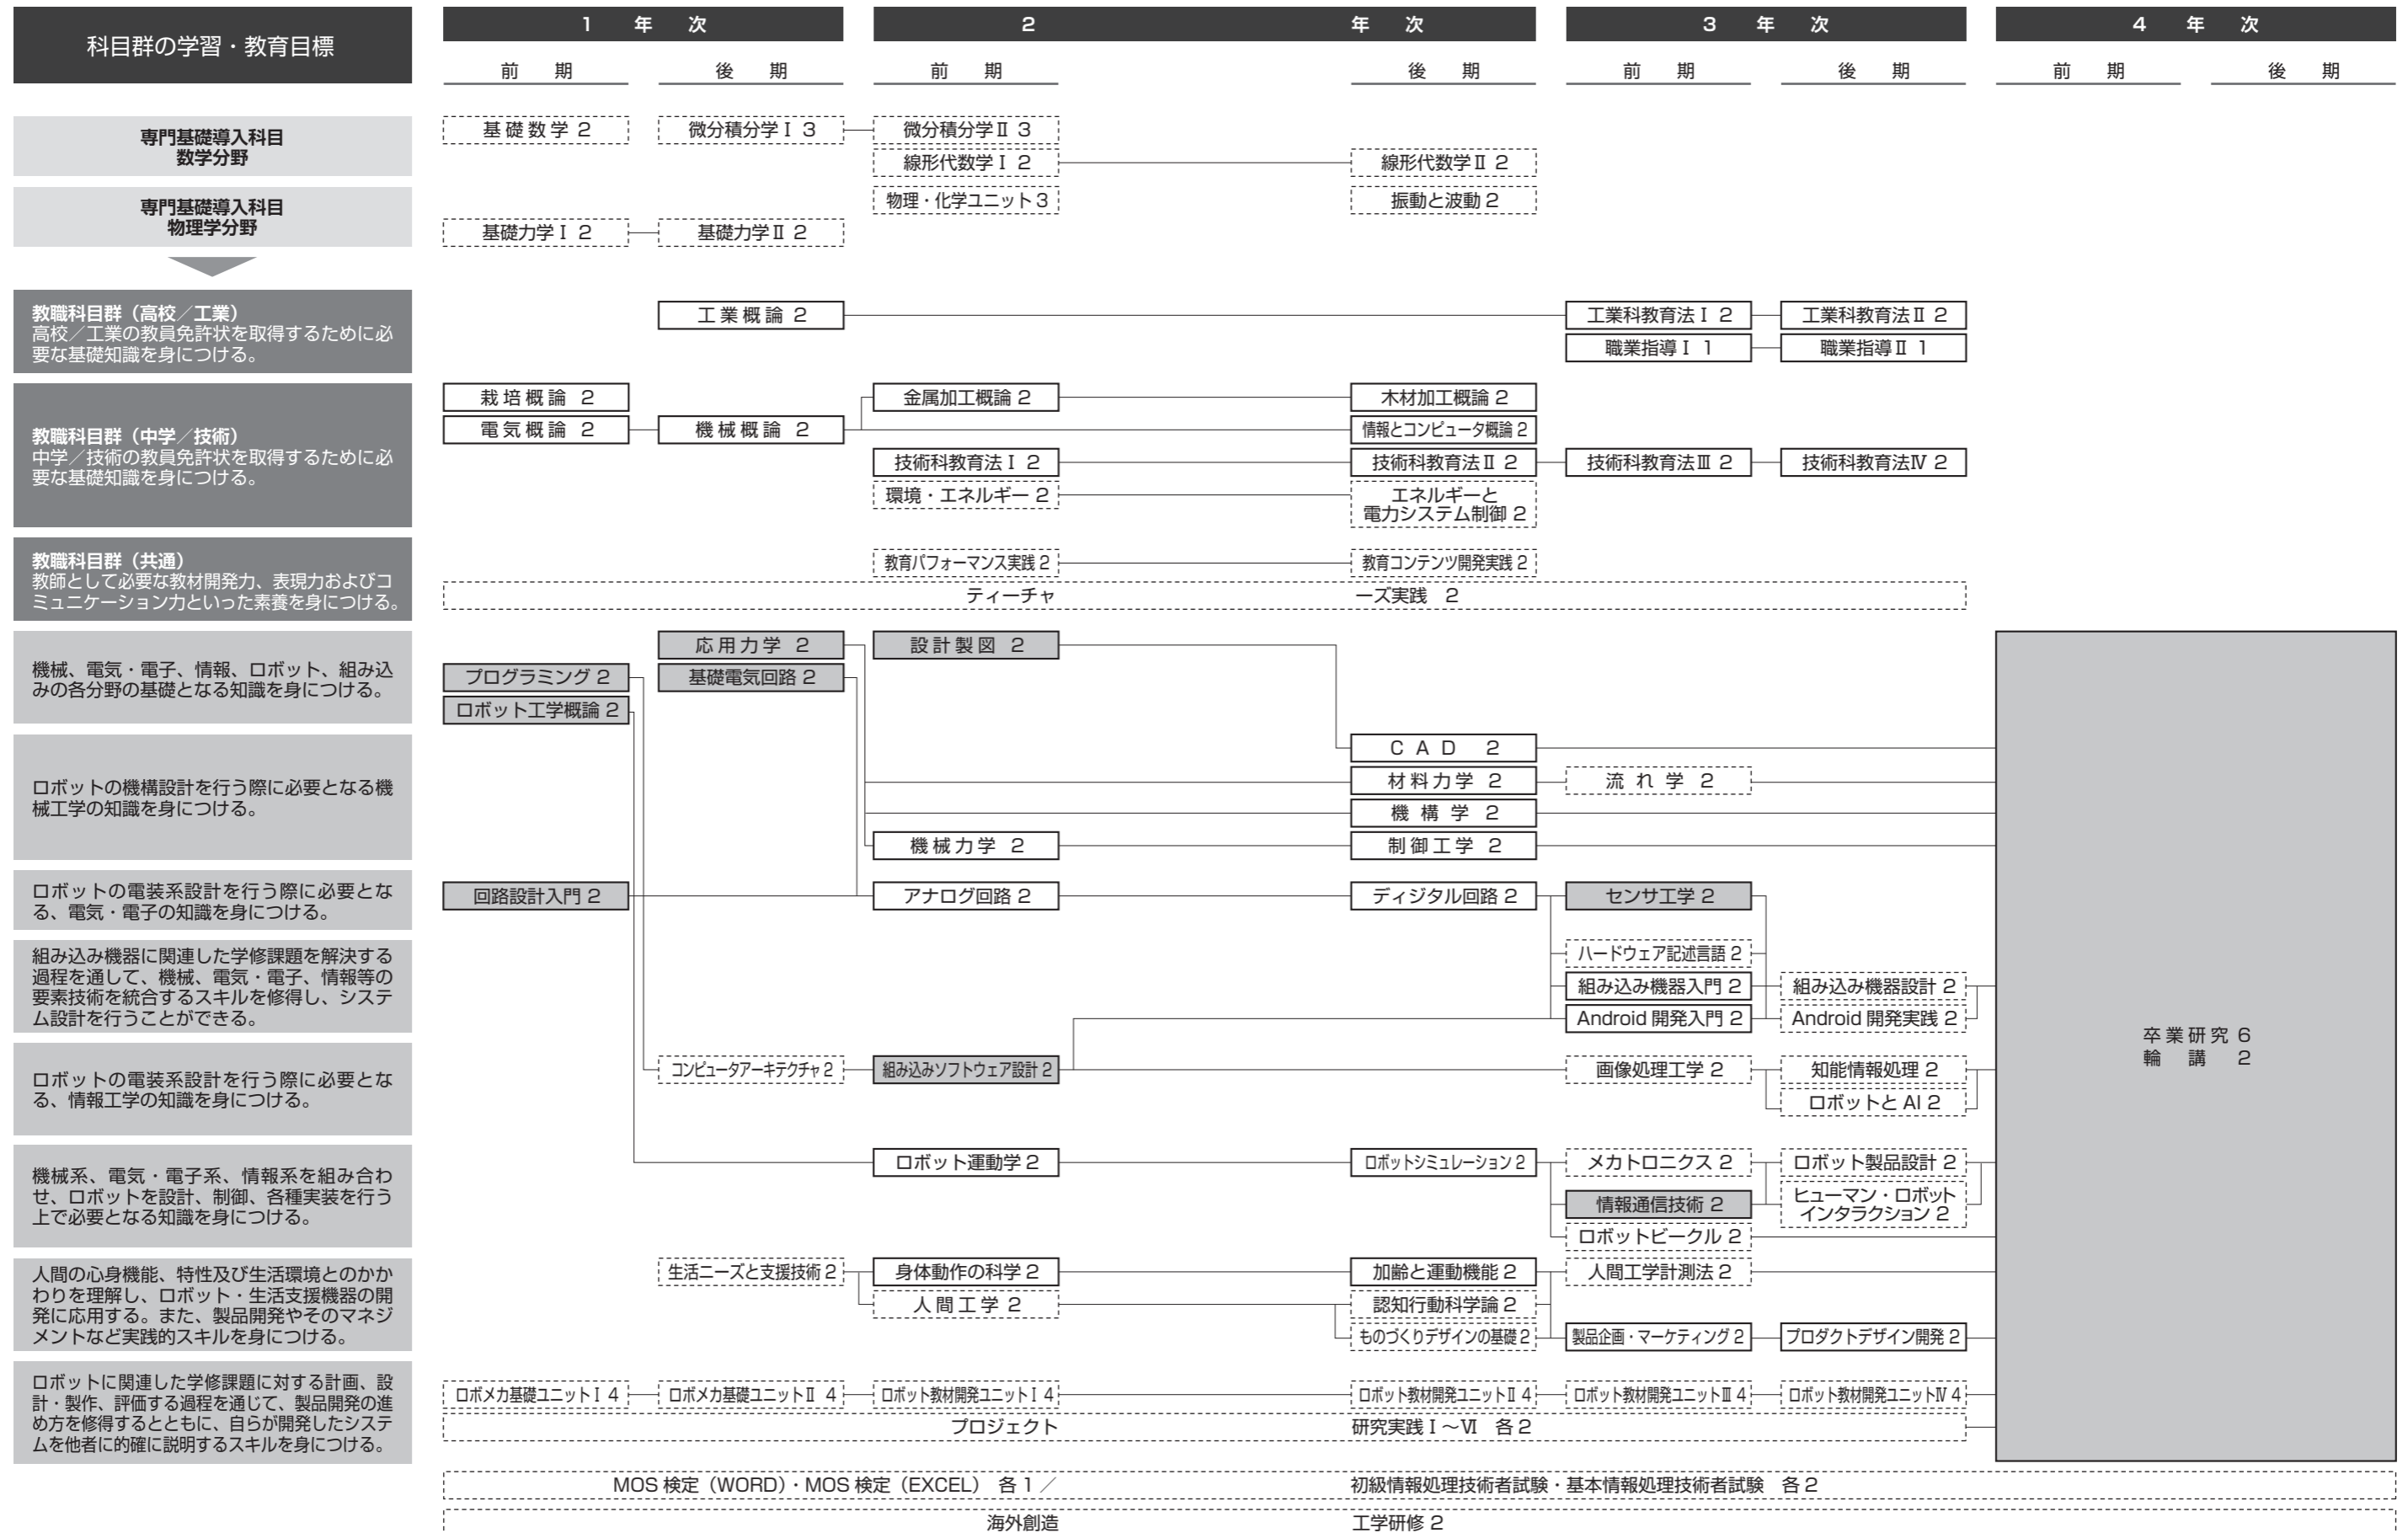 科目群の学習・教育目標
1 年 次
2 年 次
3 年 次
4 年 次
前 期
後 期
前 期
後 期
前 期
後 期
前 期
後 期
専門基礎導入科目
数学分野
基礎数学 2
微分積分学Ⅰ 3
微分積分学Ⅱ 3
線形代数学Ⅰ 2
線形代数学Ⅱ 2
専門基礎導入科目
物理学分野
物理・化学ユニット 3
振動と波動 2
基礎力学Ⅰ 2
基礎力学Ⅱ 2
教職科目群（高校／工業）
高校／工業の教員免許状を取得するために必
要な基礎知識を身につける。
工業概論 2
工業科教育法Ⅰ 2
工業科教育法Ⅱ 2
職業指導Ⅰ 1
職業指導Ⅱ 1
教職科目群（中学／技術）
中学／技術の教員免許状を取得するために必
要な基礎知識を身につける。
栽培概論 2
金属加工概論 2
木材加工概論 2
電気概論 2
機械概論 2
情報とコンピュータ概論 2
技術科教育法Ⅰ 2
技術科教育法Ⅱ 2
技術科教育法Ⅲ 2
技術科教育法Ⅳ 2
環境・エネルギー 2
エネルギーと
電力システム制御 2
教職科目群（共通）
教師として必要な教材開発力、表現力およびコ
ミュニケーション力といった素養を身につける。
教育パフォーマンス実践 2
教育コンテンツ開発実践 2
ティーチャーズ実践 2
機械、電気・電子、情報、ロボット、組み込
みの各分野の基礎となる知識を身につける。
応用力学 2
設計製図 2
プログラミング 2
基礎電気回路 2
ロボット工学概論 2
ロボットの機構設計を行う際に必要となる機
械工学の知識を身につける。
ＣＡＤ 2
材料力学 2
流れ学 2
機構学 2
機械力学 2
制御工学 2
ロボットの電装系設計を行う際に必要とな
る、電気・電子の知識を身につける。
回路設計入門 2
アナログ回路 2
ディジタル回路 2
センサ工学 2
組み込み機器に関連した学修課題を解決する
過程を通して、機械、電気・電子、情報等の
要素技術を統合するスキルを修得し、システ
ム設計を行うことができる。
ハードウェア記述言語 2
組み込み機器入門 2
組み込み機器設計 2
Android 開発入門 2
Android 開発実践 2
卒業研究 6
輪講 2
ロボットの電装系設計を行う際に必要とな
る、情報工学の知識を身につける。
コンピュータアーキテクチャ 2
組み込みソフトウェア設計 2
画像処理工学 2
知能情報処理 2
ロボットと AI 2
機械系、電気・電子系、情報系を組み合わ
せ、ロボットを設計、制御、各種実装を行う
上で必要となる知識を身につける。
ロボット運動学 2
ロボットシミュレーション 2
メカトロニクス 2
ロボット製品設計 2
情報通信技術 2
ヒューマン・ロボット
インタラクション 2
ロボットビークル 2
人間の心身機能、特性及び生活環境とのかか
わりを理解し、ロボット・生活支援機器の開
発に応用する。また、製品開発やそのマネジ
メントなど実践的スキルを身につける。
生活ニーズと支援技術 2
身体動作の科学 2
加齢と運動機能 2
人間工学計測法 2
人間工学 2
認知行動科学論 2
ものづくりデザインの基礎 2
製品企画・マーケティング 2
プロダクトデザイン開発 2
ロボットに関連した学修課題に対する計画、設
計・製作、評価する過程を通じて、製品開発の進
め方を修得するとともに、自らが開発したシステ
ムを他者に的確に説明するスキルを身につける。
ロボメカ基礎ユニットⅠ 4
ロボメカ基礎ユニットⅡ 4
ロボット教材開発ユニットⅠ 4
ロボット教材開発ユニットⅡ 4
ロボット教材開発ユニットⅢ 4
ロボット教材開発ユニットⅣ 4
プロジェクト研究実践Ⅰ～Ⅵ 各 2
MOS 検定（WORD）・MOS 検定（EXCEL） 各 1 ／ 初級情報処理技術者試験・基本情報処理技術者試験 各 2
海外創造工学研修 2